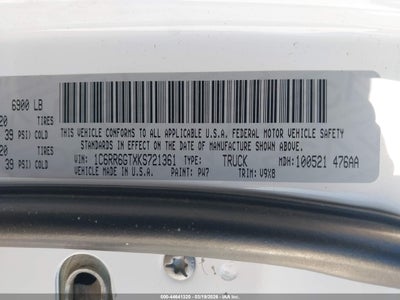 6900 LB
20 TIRES
39 PSI) COLD
20 TIRES
39 PSI) COLD
THIS VEHICLE CONFORMS TO ALL APPLICABLE U.S.A. FEDERAL MOTOR VEHICLE SAFETY
STANDARDS IN EFFECT ON THE DATE OF MANUFACTURE SHOWN ABOVE.
VIN: 1C6RR6GTXKS721361 TYPE: TRUCK MDH: 100521 476AA
VEHICLE MADE IN: U.S.A. PAINT: PW7 TRIM: V9X8
000-44641320 - 03/19/2026 - IAA